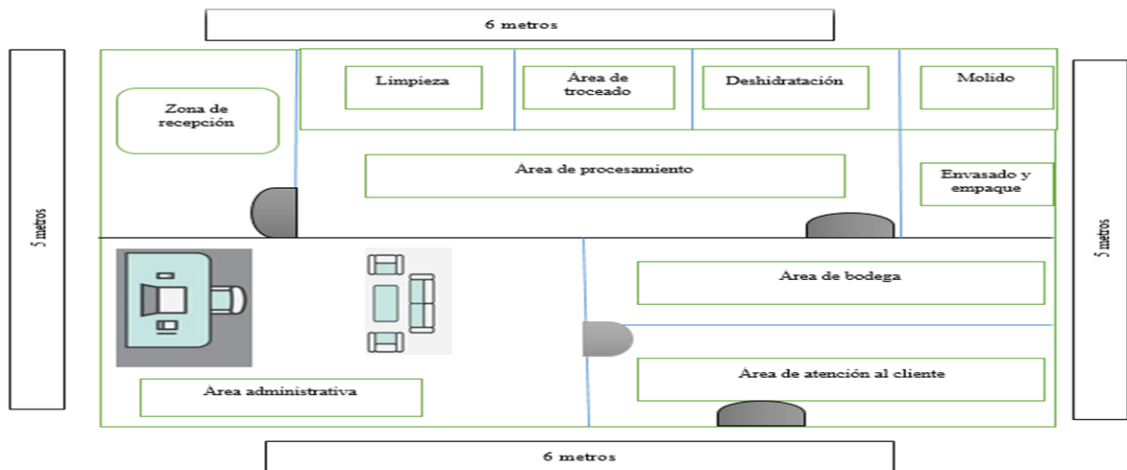 6 metros
5 metros
5 metros
Zona de
recepción
Limpieza
Área de
troceado
Deshidratación
Molido
Área de procesamiento
Envasado y
empaque
Área de bodega
Área de atención al cliente
Área administrativa
6 metros